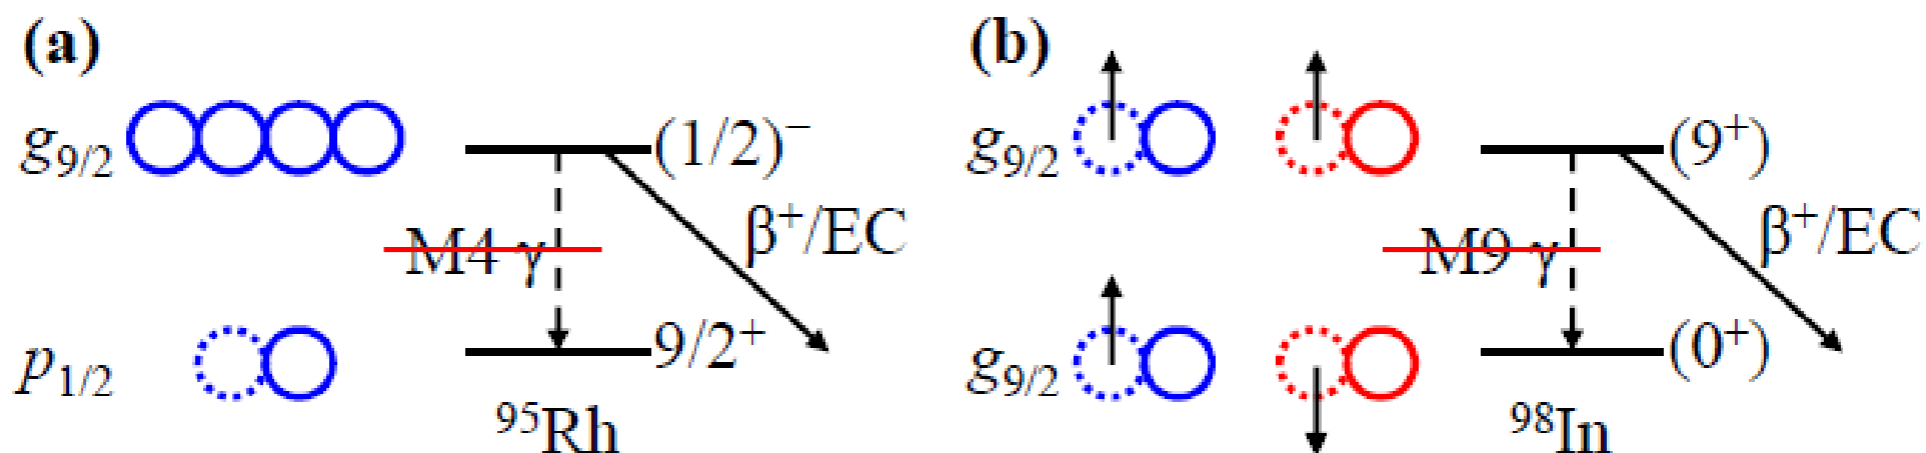 (a)
g9/2
(1/2)⁻
M4 γ
β⁺/EC
p1/2
9/2⁺
⁹⁵Rh
(b)
g9/2
(9⁺)
M9 γ
β⁺/EC
g9/2
(0⁺)
⁹⁸In